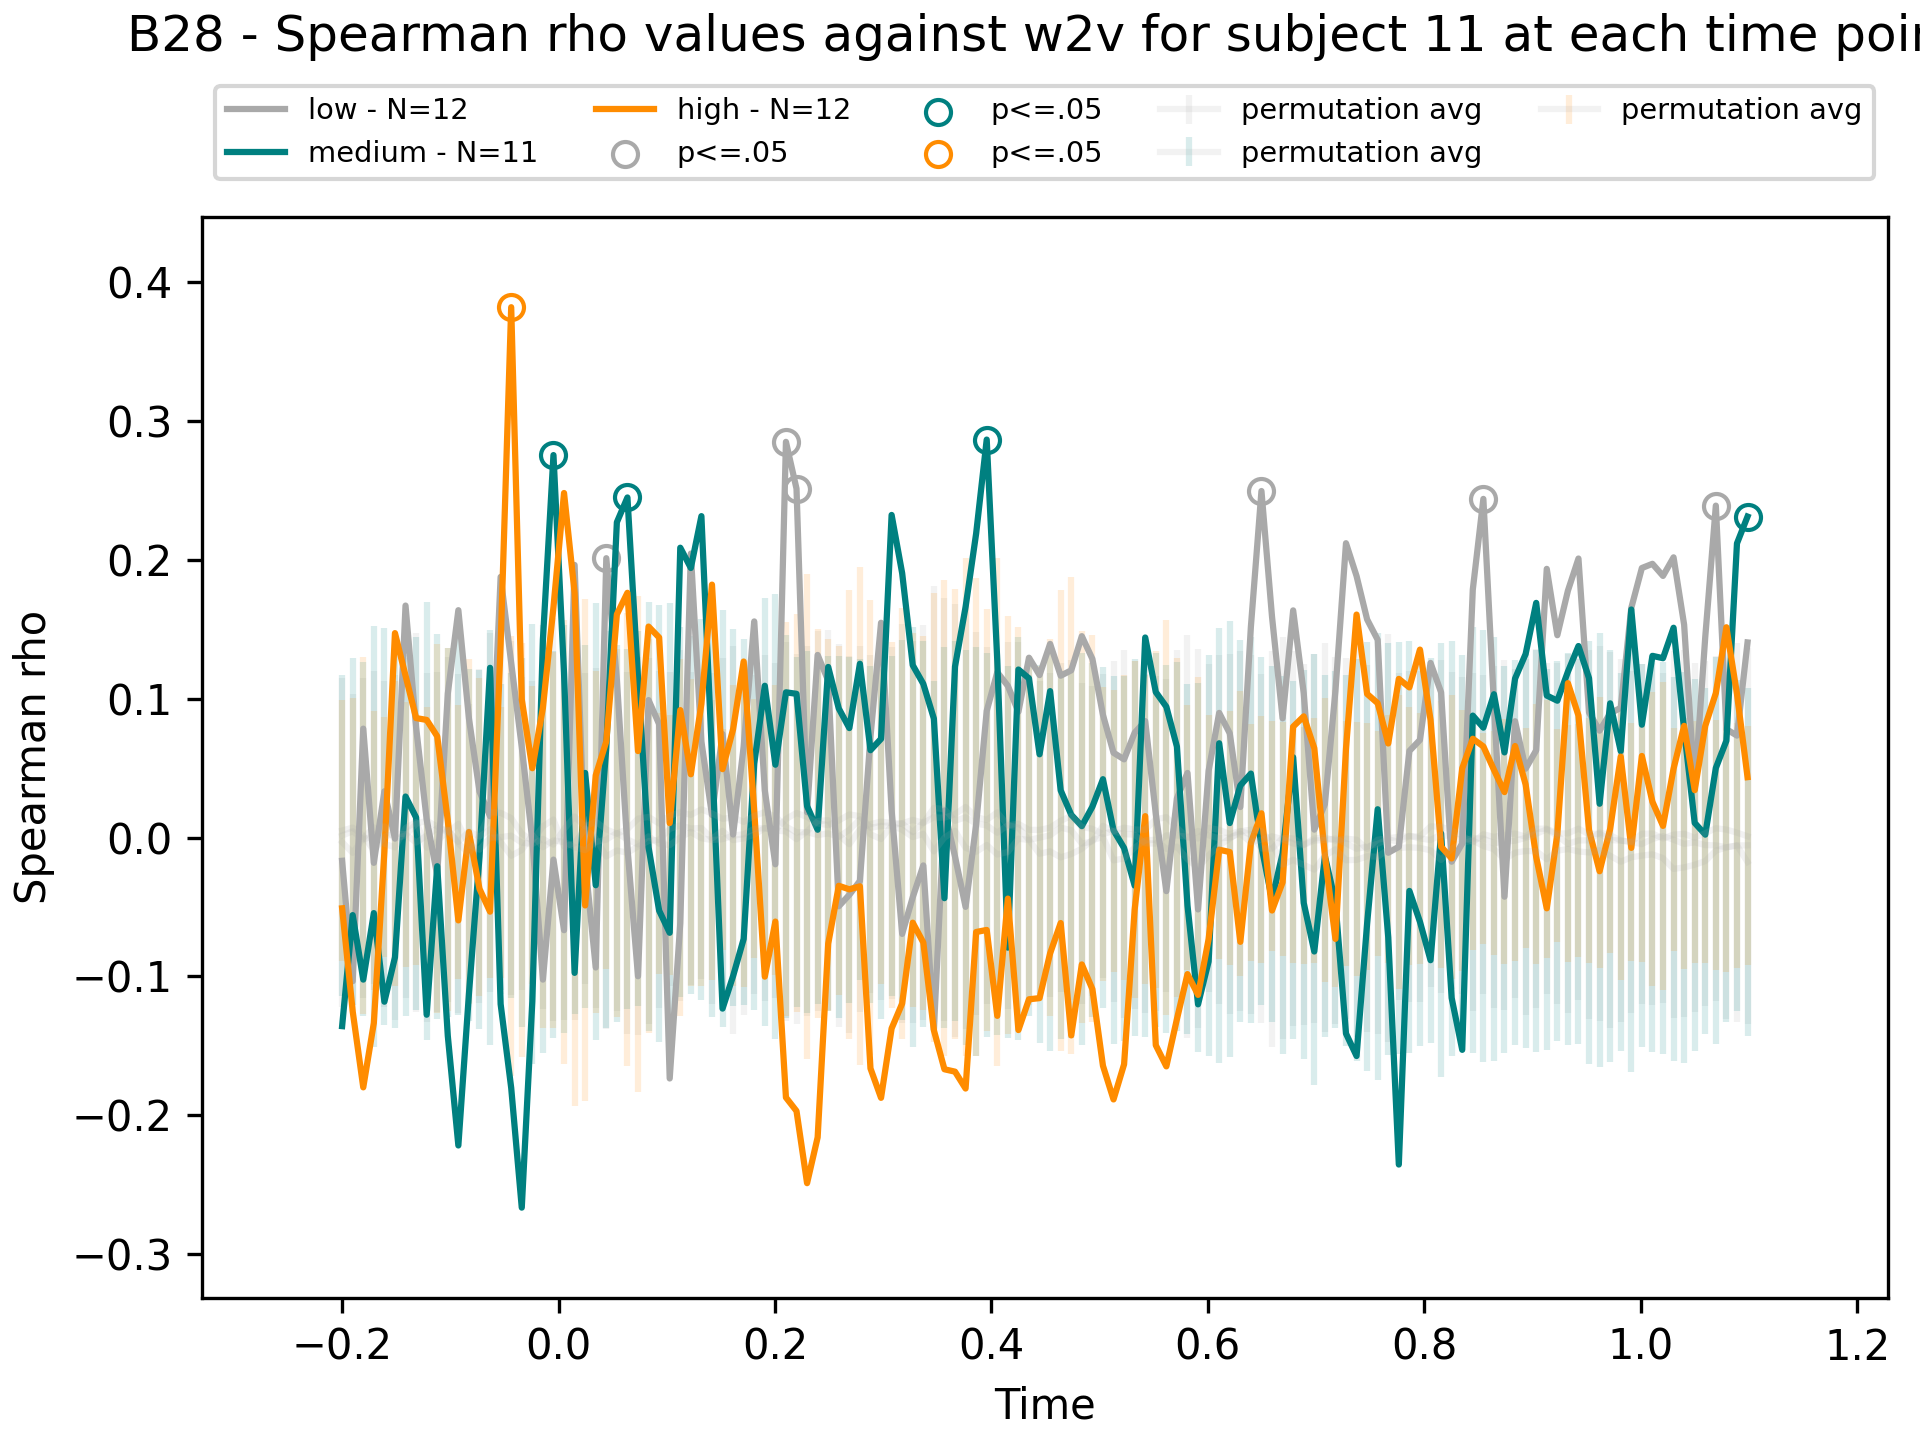 B28 - Spearman rho values against w2v for subject 11 at each time poi
low - N=12 high - N=12 p<=.05 permutation avg permutation avg
medium - N=11 p<=.05 p<=.05 permutation avg
0.4
0.3
0.2
0.1
0.0
−0.1
−0.2
−0.3
Spearman rho
−0.2 0.0 0.2 0.4 0.6 0.8 1.0 1.2
Time